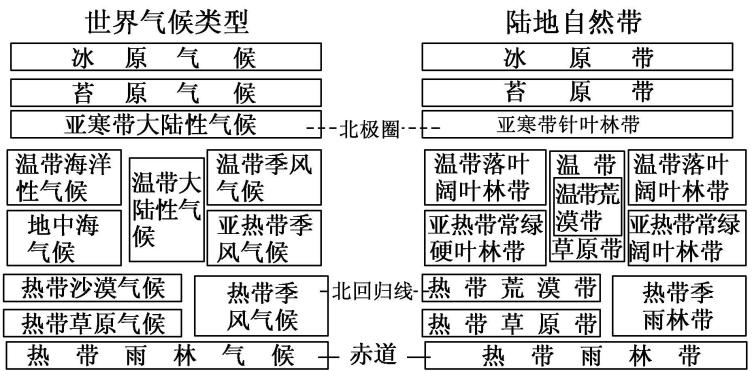 世界气候类型
陆地自然带
冰原气候
冰原带
苔原气候
苔原带
亚寒带大陆性气候
北极圈
亚寒带针叶林带
温带海洋
性气候
温带大
陆性气
候
温带季风
气候
地中海
气候
亚热带季
风气候
温带落叶
阔叶林带
温带
温带荒
漠带
草原带
温带落叶
阔叶林带
亚热带常绿
硬叶林带
亚热带常绿
阔叶林带
热带沙漠气候
热带季
风气候
北回归线
热带荒漠带
热带季
雨林带
热带草原气候
热带草原带
热带雨林气候
赤道
热带雨林带